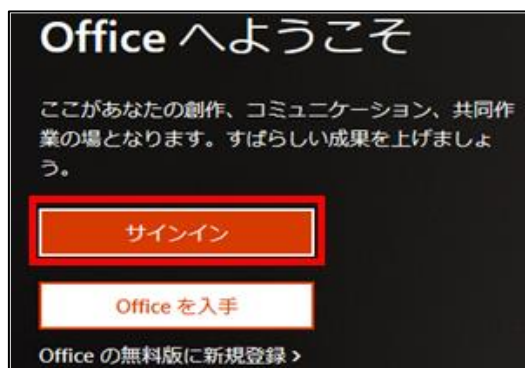 Office へようこそ
ここがあなたの創作、コミュニケーション、共同作
業の場となります。すばらしい成果を上げましょ
う。
サインイン
Office を入手
Office の無料版に新規登録 >